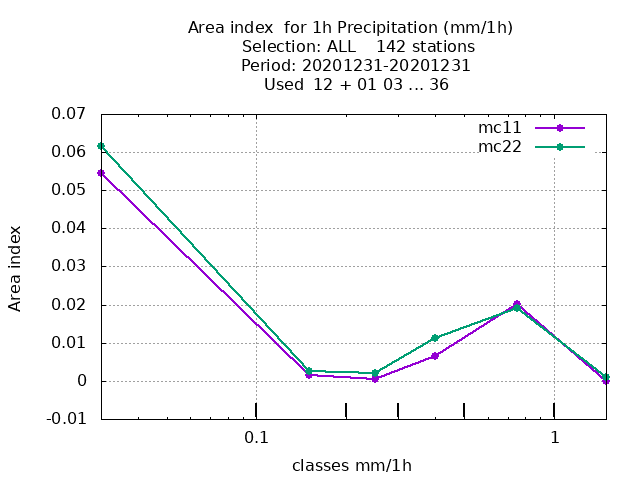 Area index  for 1h Precipitation (mm/1h)
Selection: ALL    142 stations
Period: 20201231-20201231
Used  12 + 01 03 ... 36
mc11
mc22
0.07
0.06
0.05
0.04
0.03
0.02
0.01
0
-0.01
Area index
0.1
1
classes mm/1h